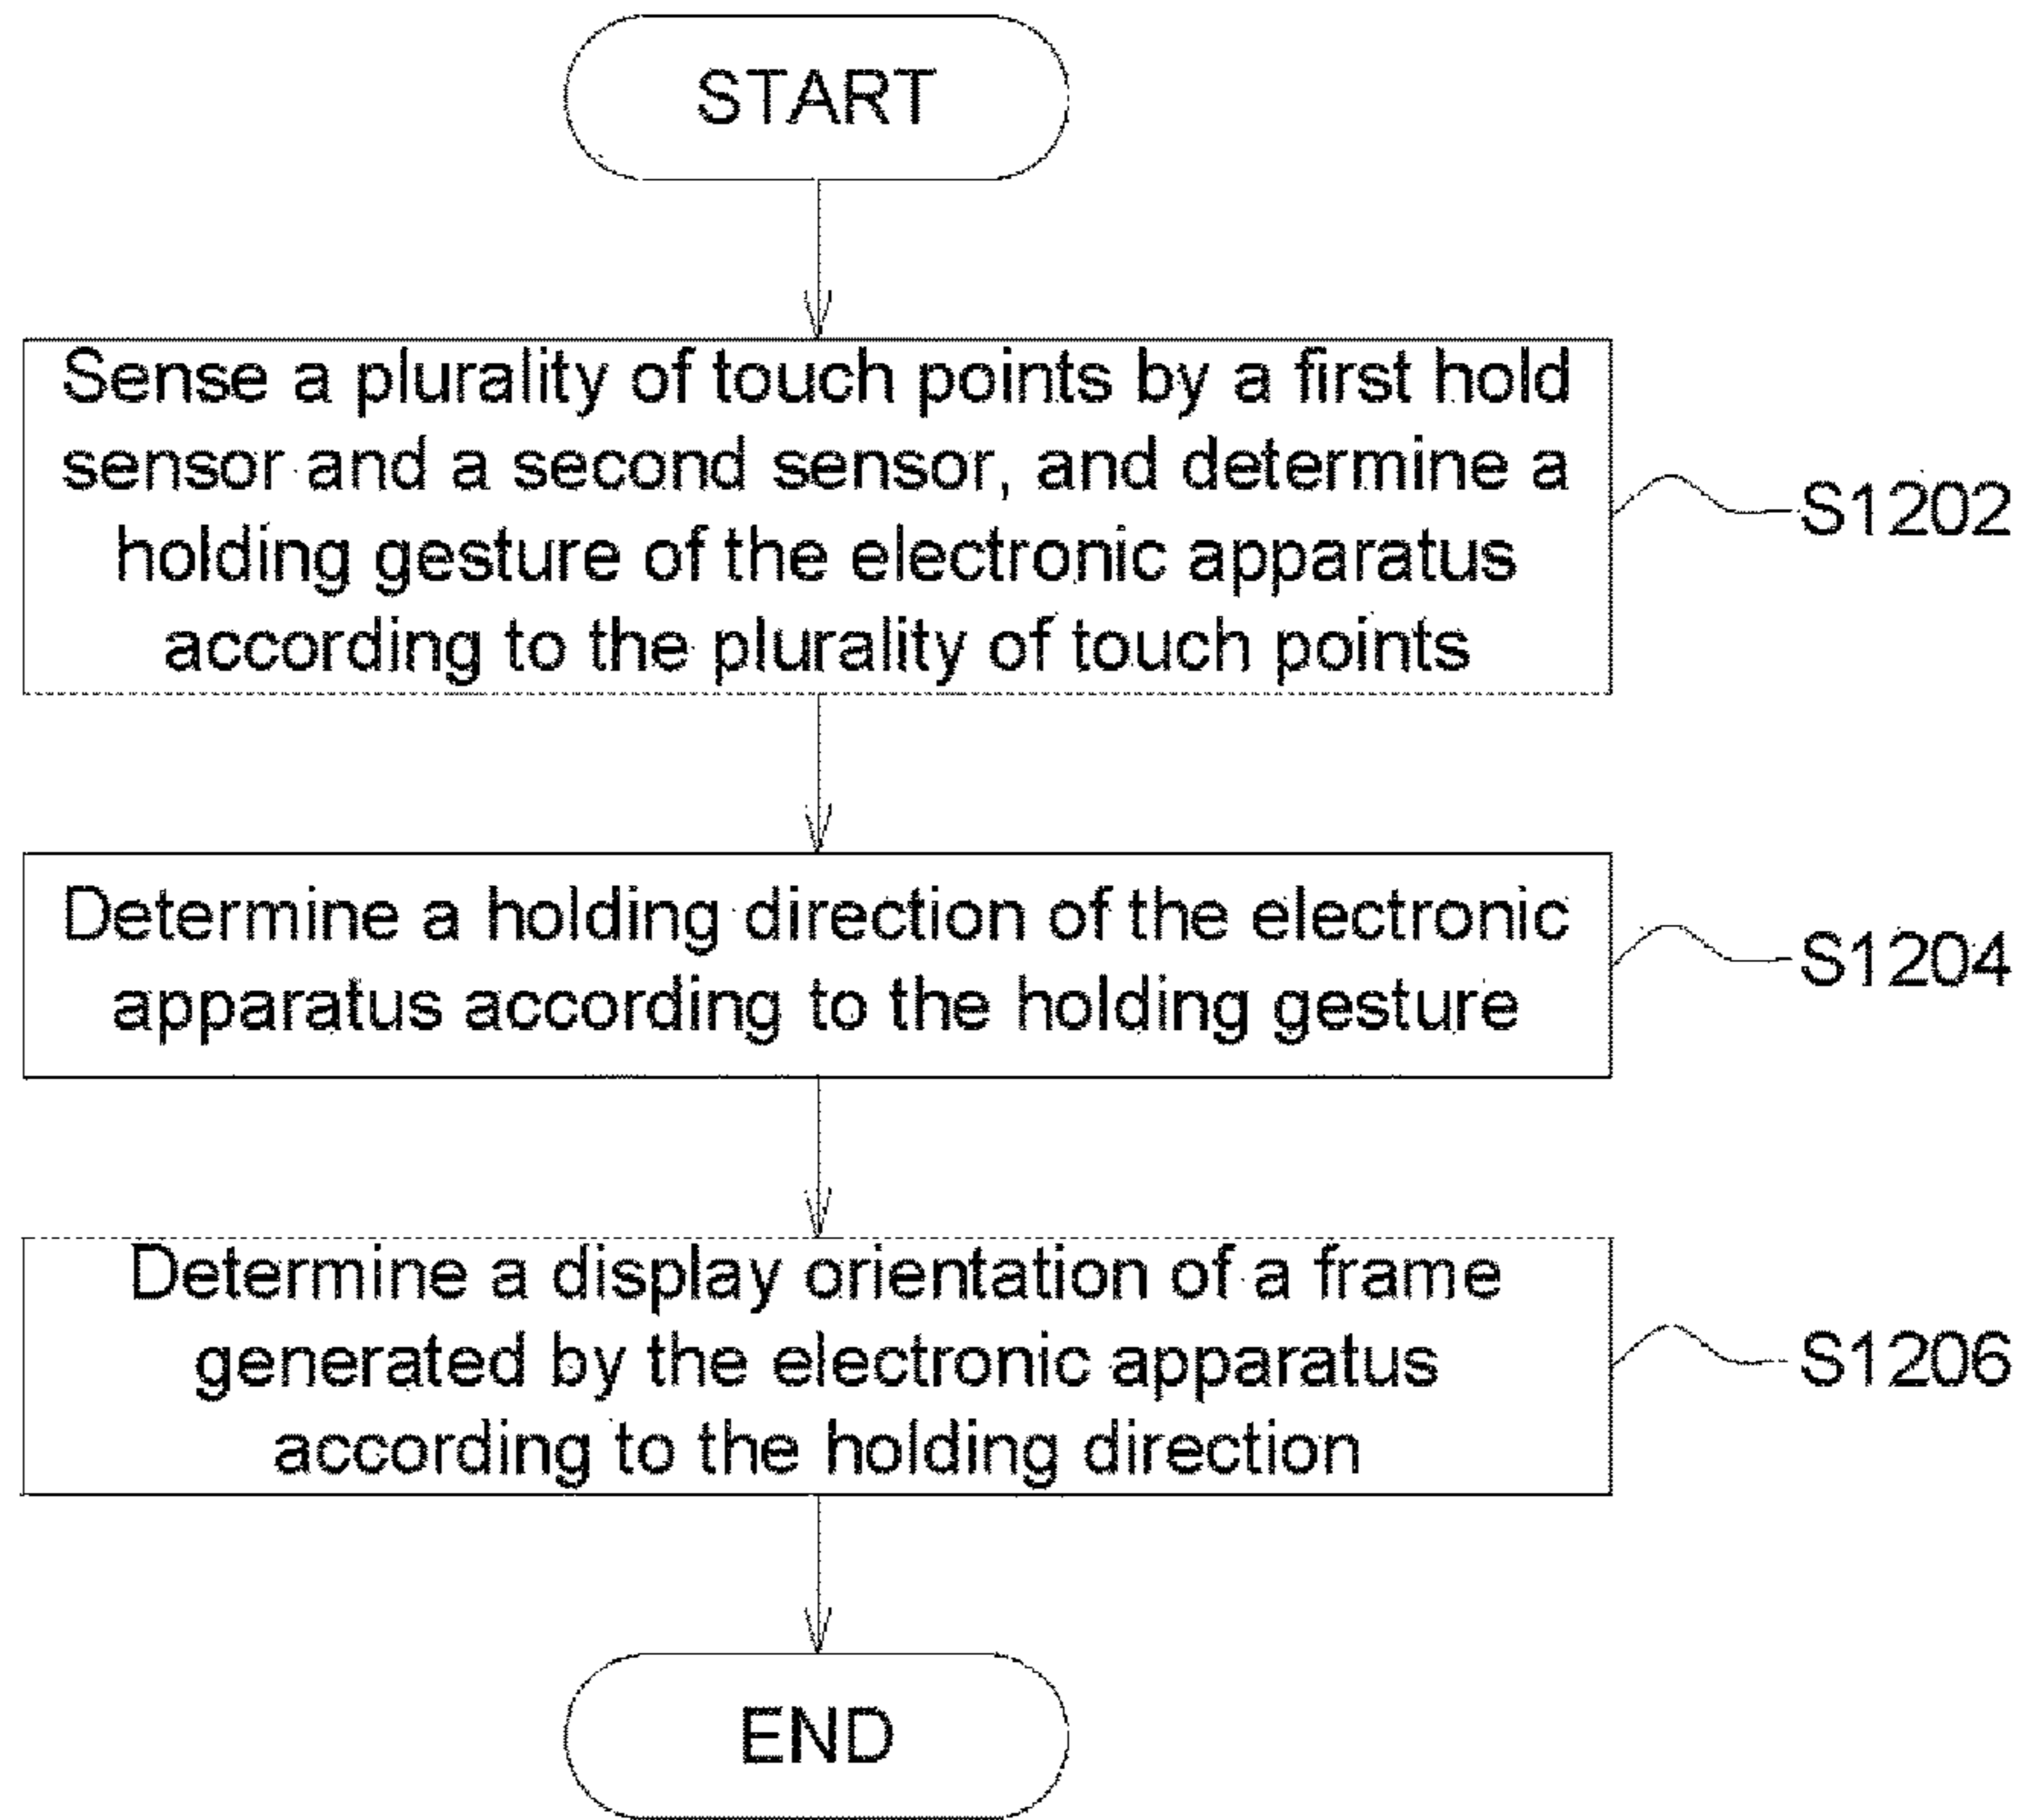 START
Sense a plurality of touch points by a first hold
sensor and a second sensor, and determine a
holding gesture of the electronic apparatus
according to the plurality of touch points
S1202
Determine a holding direction of the electronic
apparatus according to the holding gesture
S1204
Determine a display orientation of a frame
generated by the electronic apparatus
according to the holding direction
S1206
END